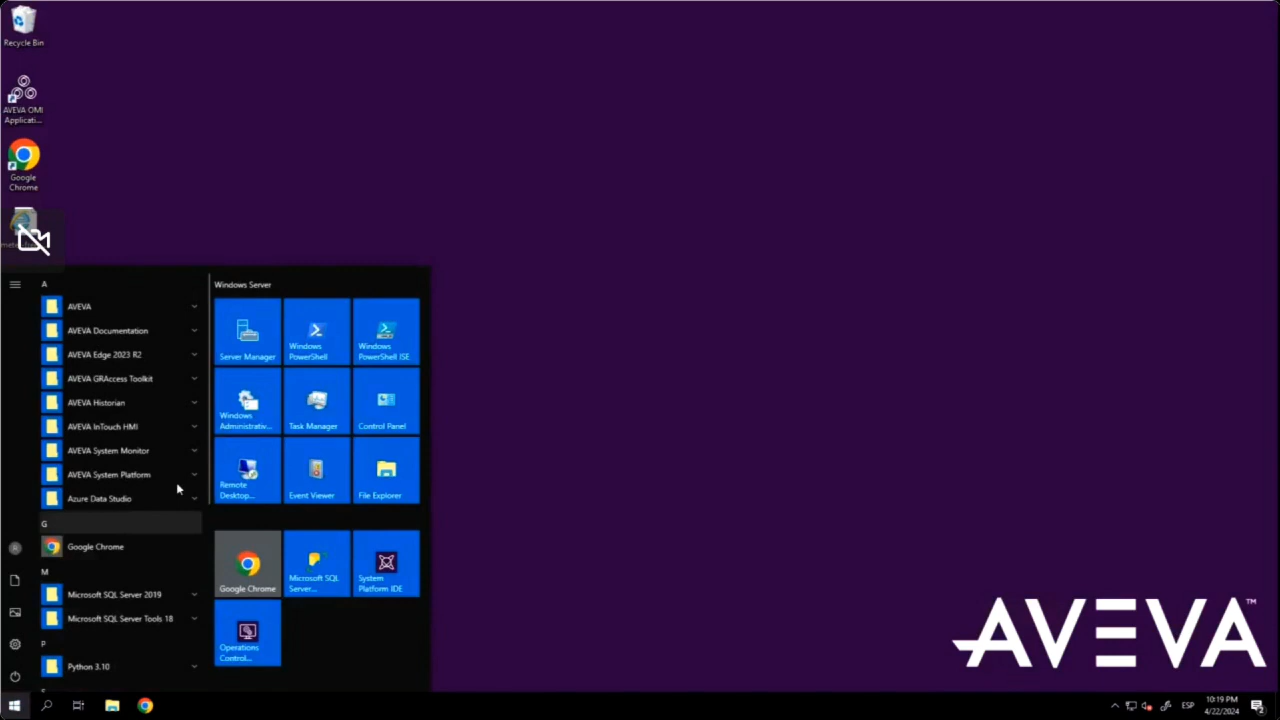 Recycle Bin
AVEVA OMI
Applicati...
Google
Chrome
A
AVEVA
AVEVA Documentation
AVEVA Edge 2023 R2
AVEVA GRAccess Toolkit
AVEVA Historian
AVEVA InTouch HMI
AVEVA System Monitor
AVEVA System Platform
Azure Data Studio
G
Google Chrome
M
Microsoft SQL Server 2019
Microsoft SQL Server Tools 18
P
Python 3.10
Windows Server
Server Manager
Windows
PowerShell
Windows
PowerShell ISE
Windows
Administrativ...
Task Manager
Control Panel
Remote
Desktop...
Event Viewer
File Explorer
Google Chrome
Microsoft SQL
Server...
System
Platform IDE
Operations
Control...
AVEVA™
ESP
10:19 PM
4/22/2024
2